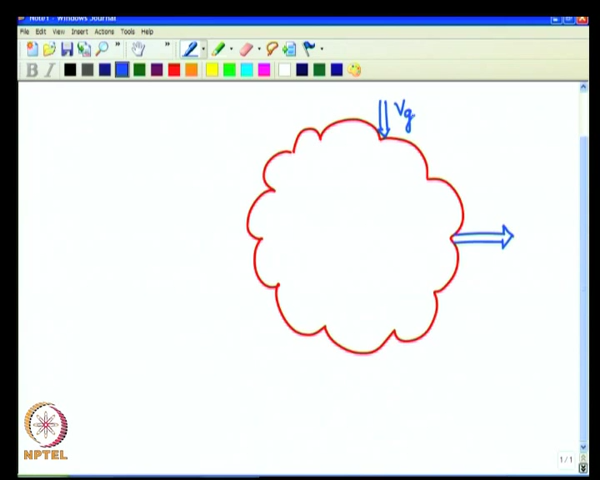 Note1 - Windows Journal
File Edit View Insert Actions Tools Help
B I
Vg
1/1
NPTEL